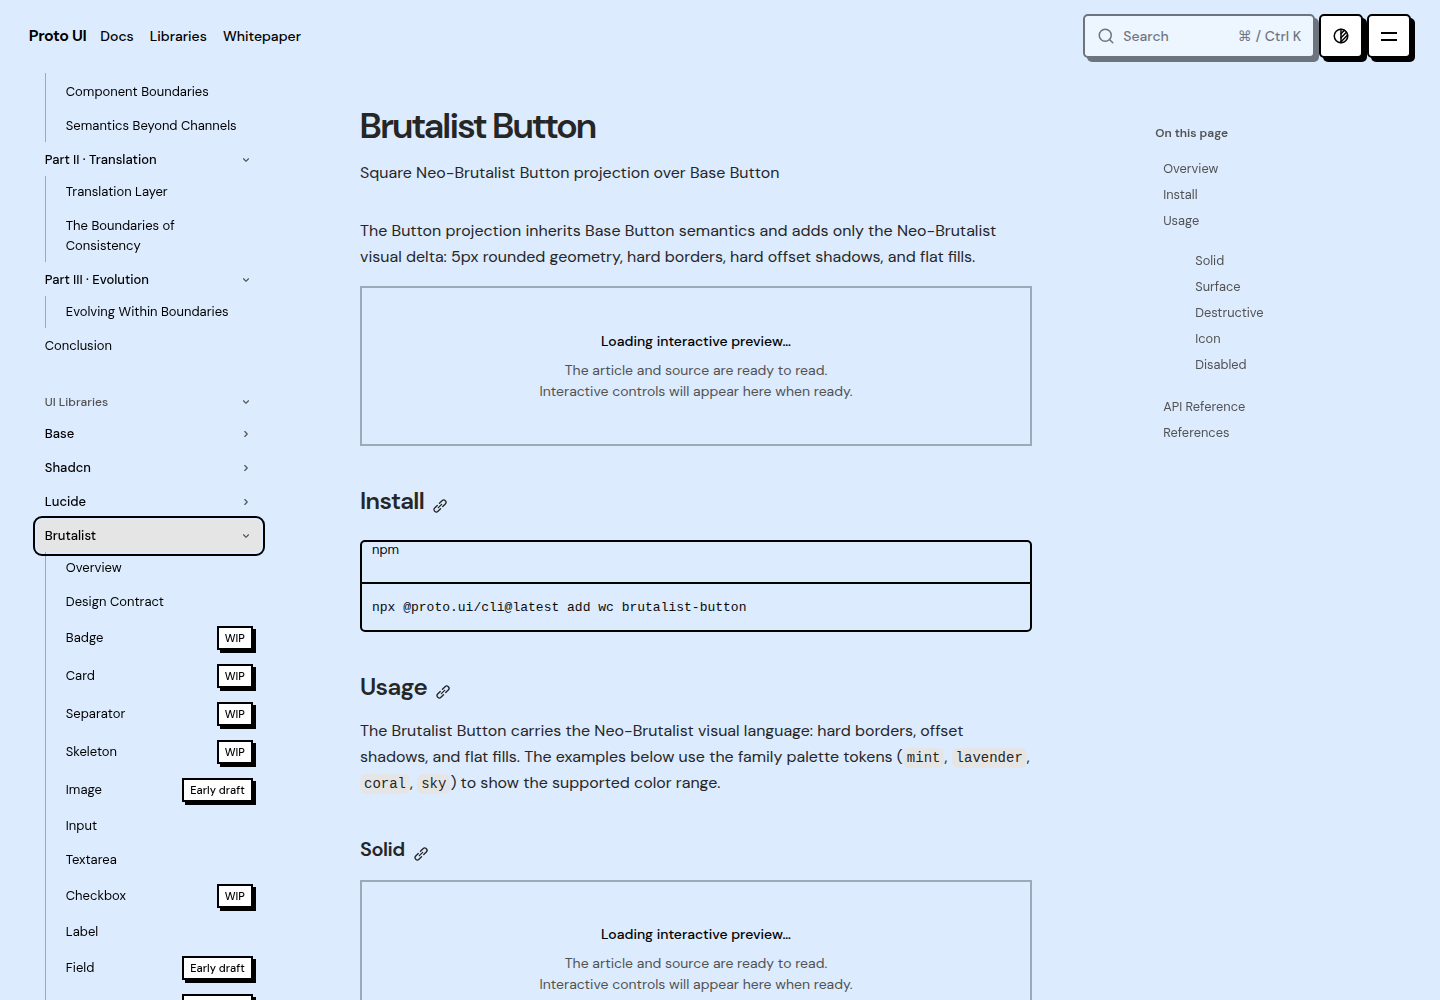 Proto UI Docs Libraries Whitepaper
Search ⌘ / Ctrl K
Component Boundaries
Semantics Beyond Channels
Part II · Translation
Translation Layer
The Boundaries of
Consistency
Part III · Evolution
Evolving Within Boundaries
Conclusion
UI Libraries
Base
Shadcn
Lucide
Brutalist
Overview
Design Contract
Badge WIP
Card WIP
Separator WIP
Skeleton WIP
Image Early draft
Input
Textarea
Checkbox WIP
Label
Field Early draft
Brutalist Button
Square Neo-Brutalist Button projection over Base Button
The Button projection inherits Base Button semantics and adds only the Neo-Brutalist
visual delta: 5px rounded geometry, hard borders, hard offset shadows, and flat fills.
Loading interactive preview…
The article and source are ready to read.
Interactive controls will appear here when ready.
Install
npm
npx @proto.ui/cli@latest add wc brutalist-button
Usage
The Brutalist Button carries the Neo-Brutalist visual language: hard borders, offset
shadows, and flat fills. The examples below use the family palette tokens ( mint , lavender ,
coral , sky ) to show the supported color range.
Solid
Loading interactive preview…
The article and source are ready to read.
Interactive controls will appear here when ready.
On this page
Overview
Install
Usage
Solid
Surface
Destructive
Icon
Disabled
API Reference
References